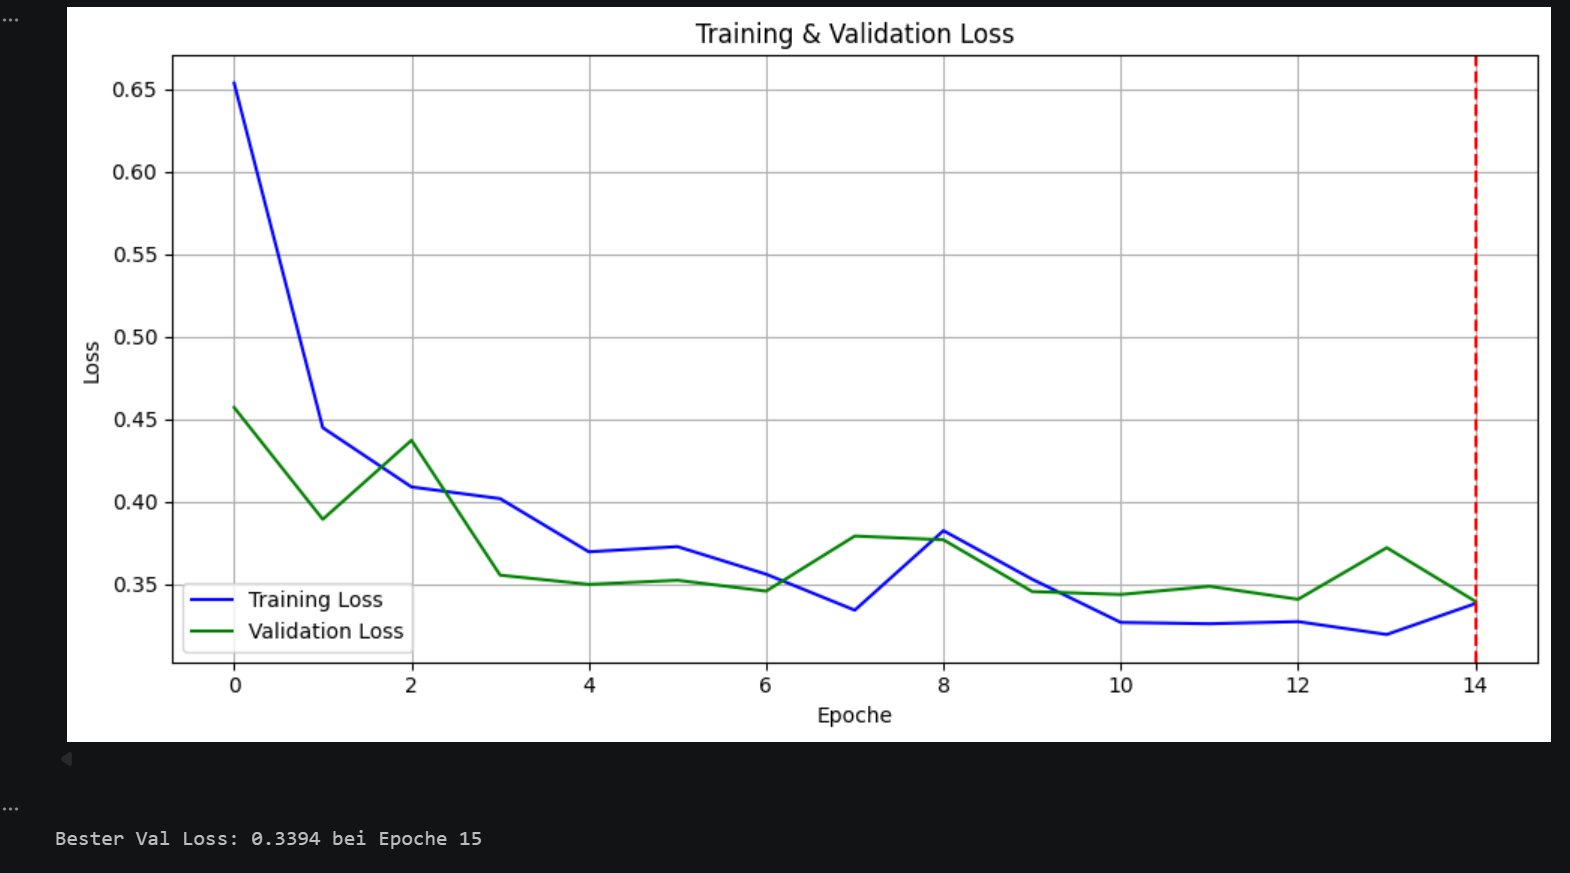 ...
Training & Validation Loss
0.65
0.60
0.55
0.50
0.45
0.40
0.35
Loss
Training Loss
Validation Loss
0 2 4 6 8 10 12 14
Epoche
...
Bester Val Loss: 0.3394 bei Epoche 15